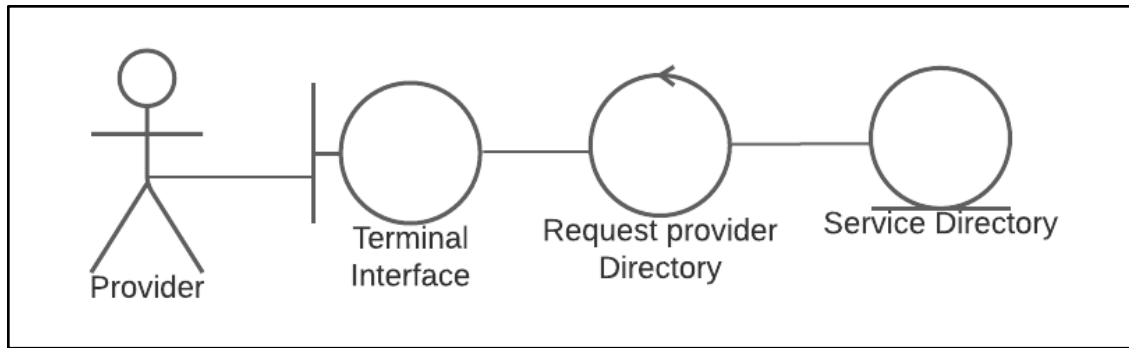 Provider
Terminal
Interface
Request provider
Directory
Service Directory